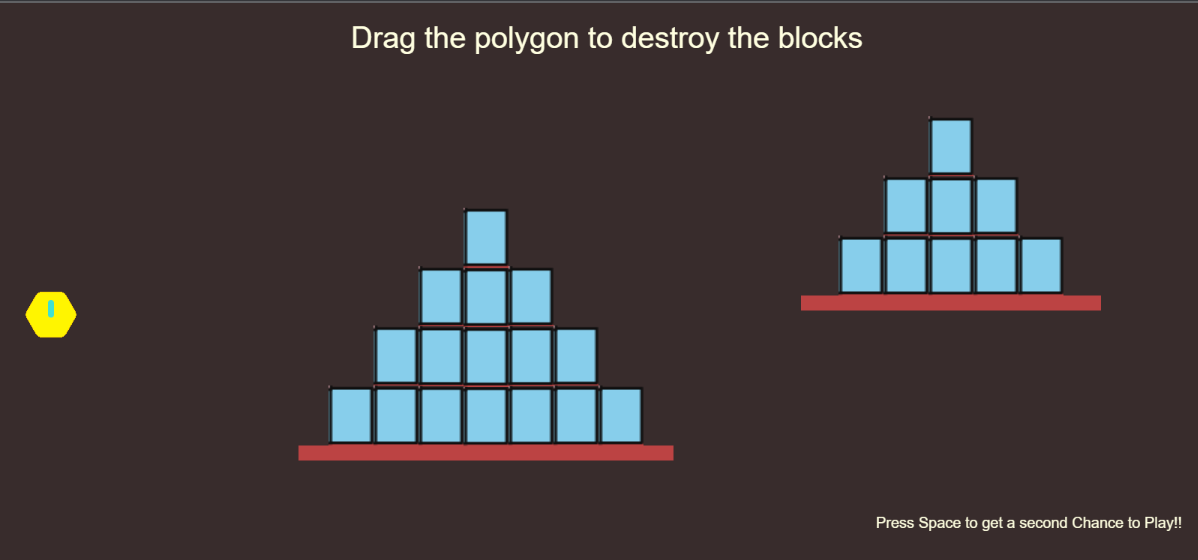 Drag the polygon to destroy the blocks
Press Space to get a second Chance to Play!!